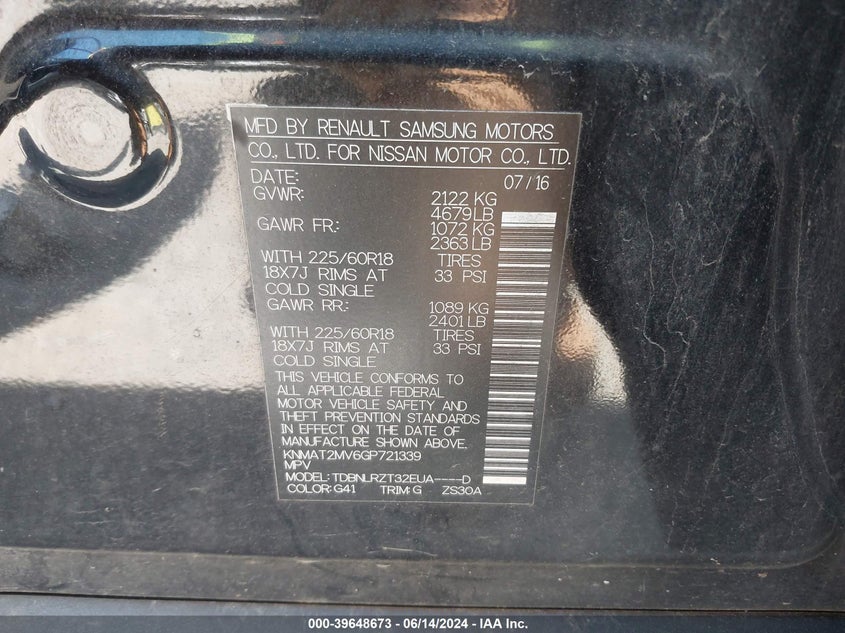 MFD BY RENAULT SAMSUNG MOTORS
CO., LTD. FOR NISSAN MOTOR CO., LTD.
DATE: 07/16
GVWR: 2122 KG
4679LB
GAWR FR.: 1072 KG
2363 LB
WITH 225/60R18 TIRES
18X7J RIMS AT 33 PSI
COLD SINGLE
GAWR RR.: 1089 KG
2401LB
WITH 225/60R18 TIRES
18X7J RIMS AT 33 PSI
COLD SINGLE
THIS VEHICLE CONFORMS TO
ALL APPLICABLE FEDERAL
MOTOR VEHICLE SAFETY AND
THEFT PREVENTION STANDARDS
IN EFFECT ON THE DATE OF
MANUFACTURE SHOWN ABOVE.
KNMAT2MV6GP721339
MPV
MODEL: TDBNLRZT32EUA----D
COLOR:G41 TRIM:G ZS30A
000-39648673 - 06/14/2024 - IAA Inc.